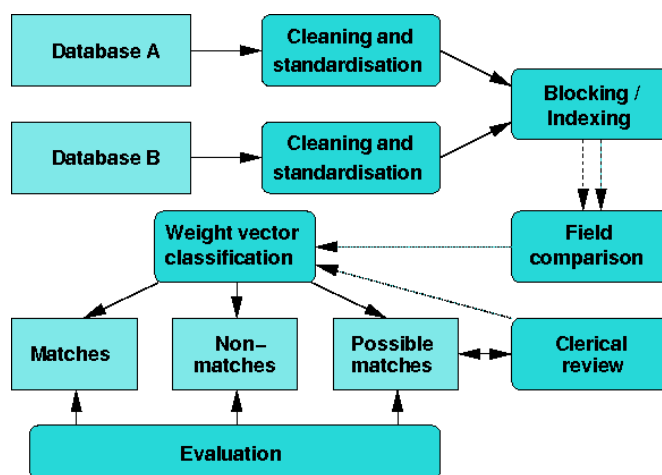 Database A
Cleaning and
standardisation
Blocking /
Indexing
Database B
Cleaning and
standardisation
Weight vector
classification
Field
comparison
Matches
Non−
matches
Possible
matches
Clerical
review
Evaluation